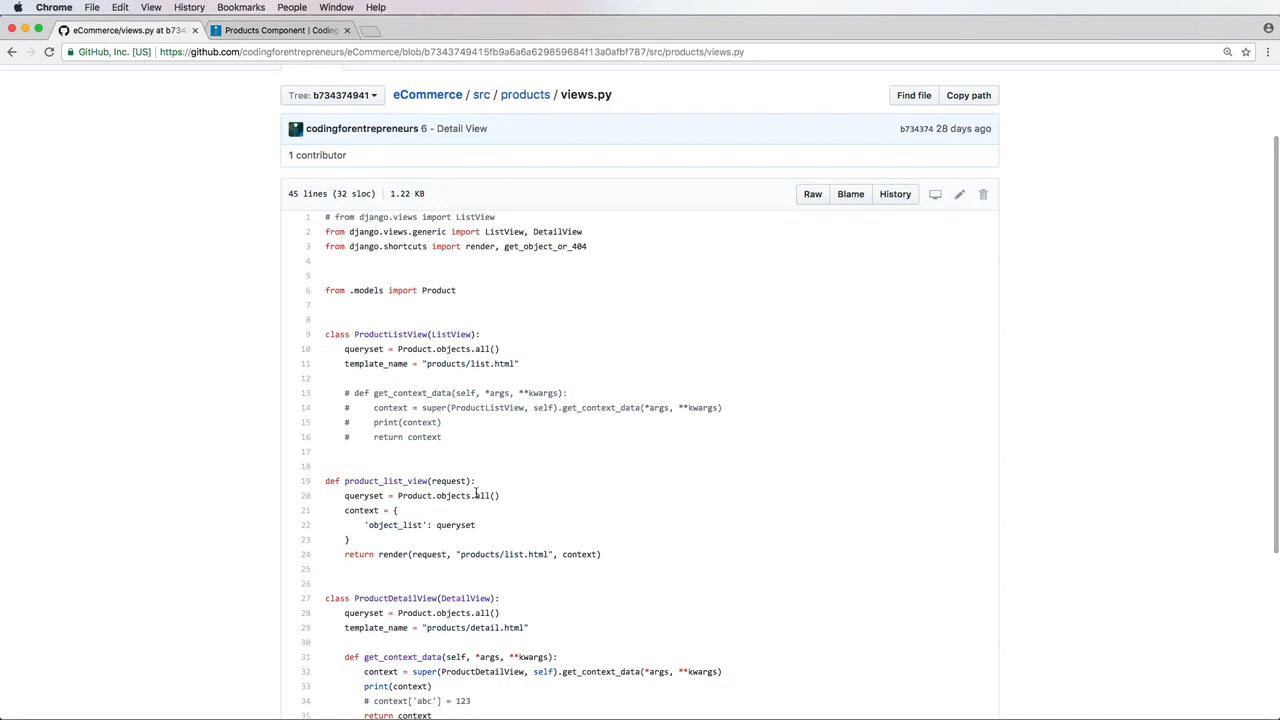 Chrome File Edit View History Bookmarks People Window Help
eCommerce/views.py at b7343
Products Component | Coding
GitHub, Inc. [US] | https://github.com/codingforentrepreneurs/eCommerce/blob/b7343749415fb9a6a6a629859684f13a0afbf787/src/products/views.py
Tree: b734374941 eCommerce / src / products / views.py Find file Copy path
codingforentrepreneurs 6 - Detail View b734374 28 days ago
1 contributor
45 lines (32 sloc) 1.22 KB Raw Blame History
1 # from django.views import ListView
2 from django.views.generic import ListView, DetailView
3 from django.shortcuts import render, get_object_or_404
4
5
6 from .models import Product
7
8
9 class ProductListView(ListView):
10 queryset = Product.objects.all()
11 template_name = "products/list.html"
12
13 # def get_context_data(self, *args, **kwargs):
14 # context = super(ProductListView, self).get_context_data(*args, **kwargs)
15 # print(context)
16 # return context
17
18
19 def product_list_view(request):
20 queryset = Product.objects.all()
21 context = {
22 'object_list': queryset
23 }
24 return render(request, "products/list.html", context)
25
26
27 class ProductDetailView(DetailView):
28 queryset = Product.objects.all()
29 template_name = "products/detail.html"
30
31 def get_context_data(self, *args, **kwargs):
32 context = super(ProductDetailView, self).get_context_data(*args, **kwargs)
33 print(context)
34 # context['abc'] = 123
35 return context